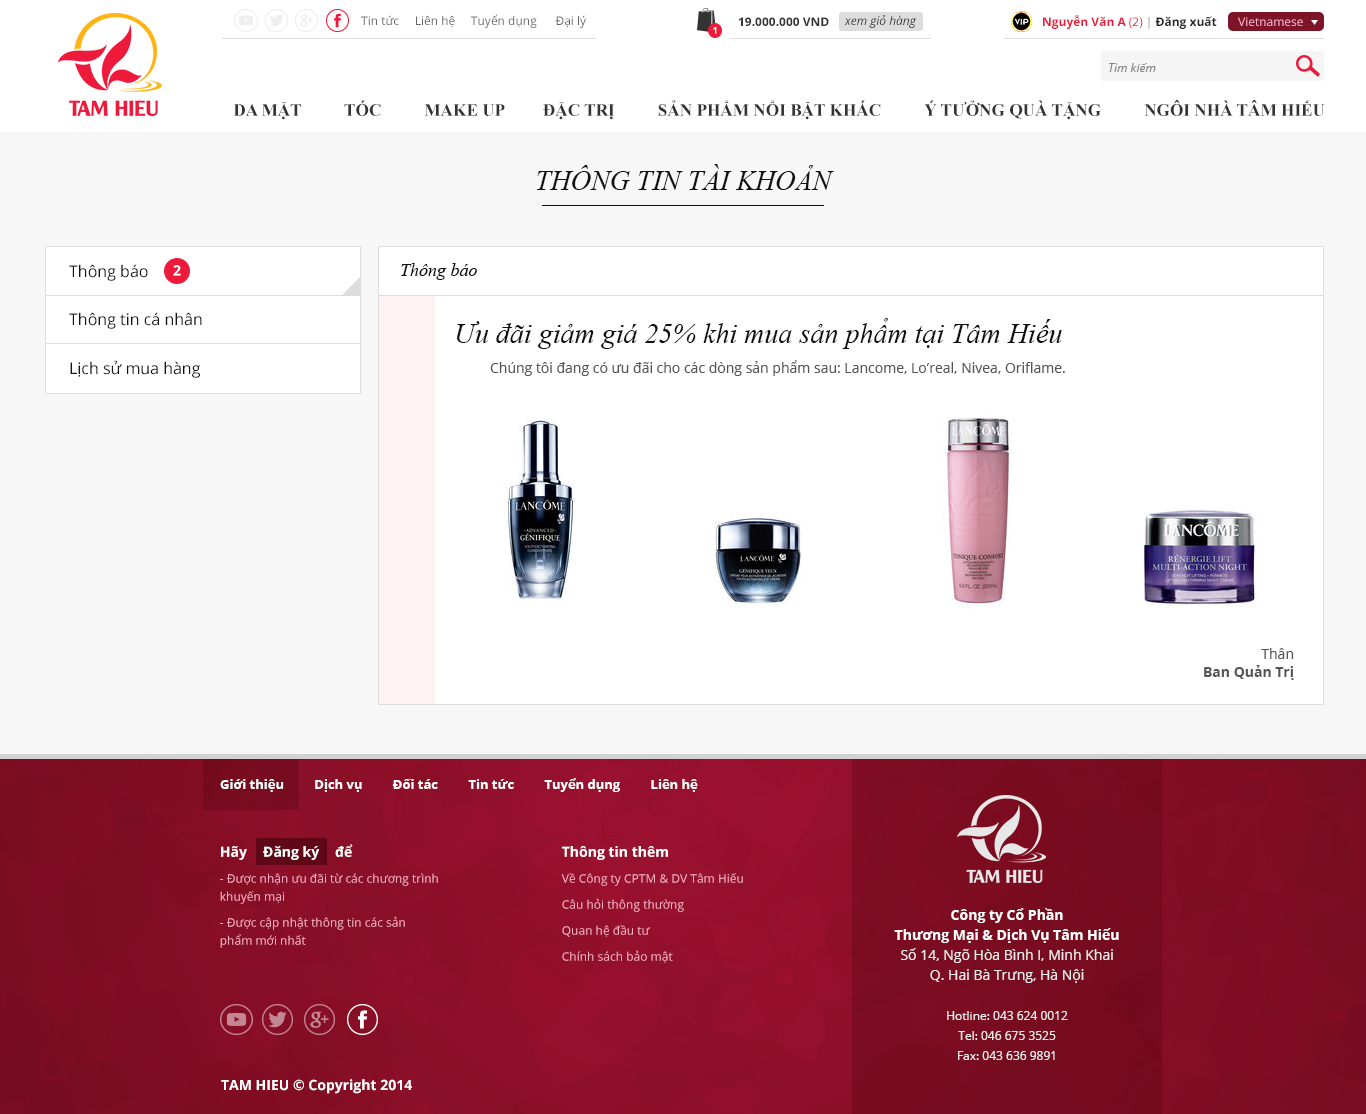 TAM HIEU
Tin tức Liên hệ Tuyển dụng Đại lý
1 19.000.000 VND xem giỏ hàng
VIP Nguyễn Văn A (2) | Đăng xuất Vietnamese
Tìm kiếm
DA MẶT TÓC MAKE UP ĐẶC TRỊ SẢN PHẨM NỔI BẬT KHÁC Ý TƯỞNG QUÀ TẶNG NGÔI NHÀ TÂM HIẾU
THÔNG TIN TÀI KHOẢN
Thông báo 2
Thông tin cá nhân
Lịch sử mua hàng
Thông báo
Ưu đãi giảm giá 25% khi mua sản phẩm tại Tâm Hiếu
Chúng tôi đang có ưu đãi cho các dòng sản phẩm sau: Lancome, Lo’real, Nivea, Oriflame.
LANCÔME
ADVANCED
GÉNIFIQUE
LANCÔME
GÉNIFIQUE YEUX
LANCÔME
TONIQUE CONFORT
LANCÔME
RÉNERGIE LIFT
MULTI-ACTION NIGHT
Thân
Ban Quản Trị
Giới thiệu Dịch vụ Đối tác Tin tức Tuyển dụng Liên hệ
Hãy Đăng ký để
- Được nhận ưu đãi từ các chương trình
khuyến mại
- Được cập nhật thông tin các sản
phẩm mới nhất
Thông tin thêm
Về Công ty CPTM & DV Tâm Hiếu
Câu hỏi thông thường
Quan hệ đầu tư
Chính sách bảo mật
TAM HIEU © Copyright 2014
TAM HIEU
Công ty Cổ Phần
Thương Mại & Dịch Vụ Tâm Hiếu
Số 14, Ngõ Hòa Bình I, Minh Khai
Q. Hai Bà Trưng, Hà Nội
Hotline: 043 624 0012
Tel: 046 675 3525
Fax: 043 636 9891